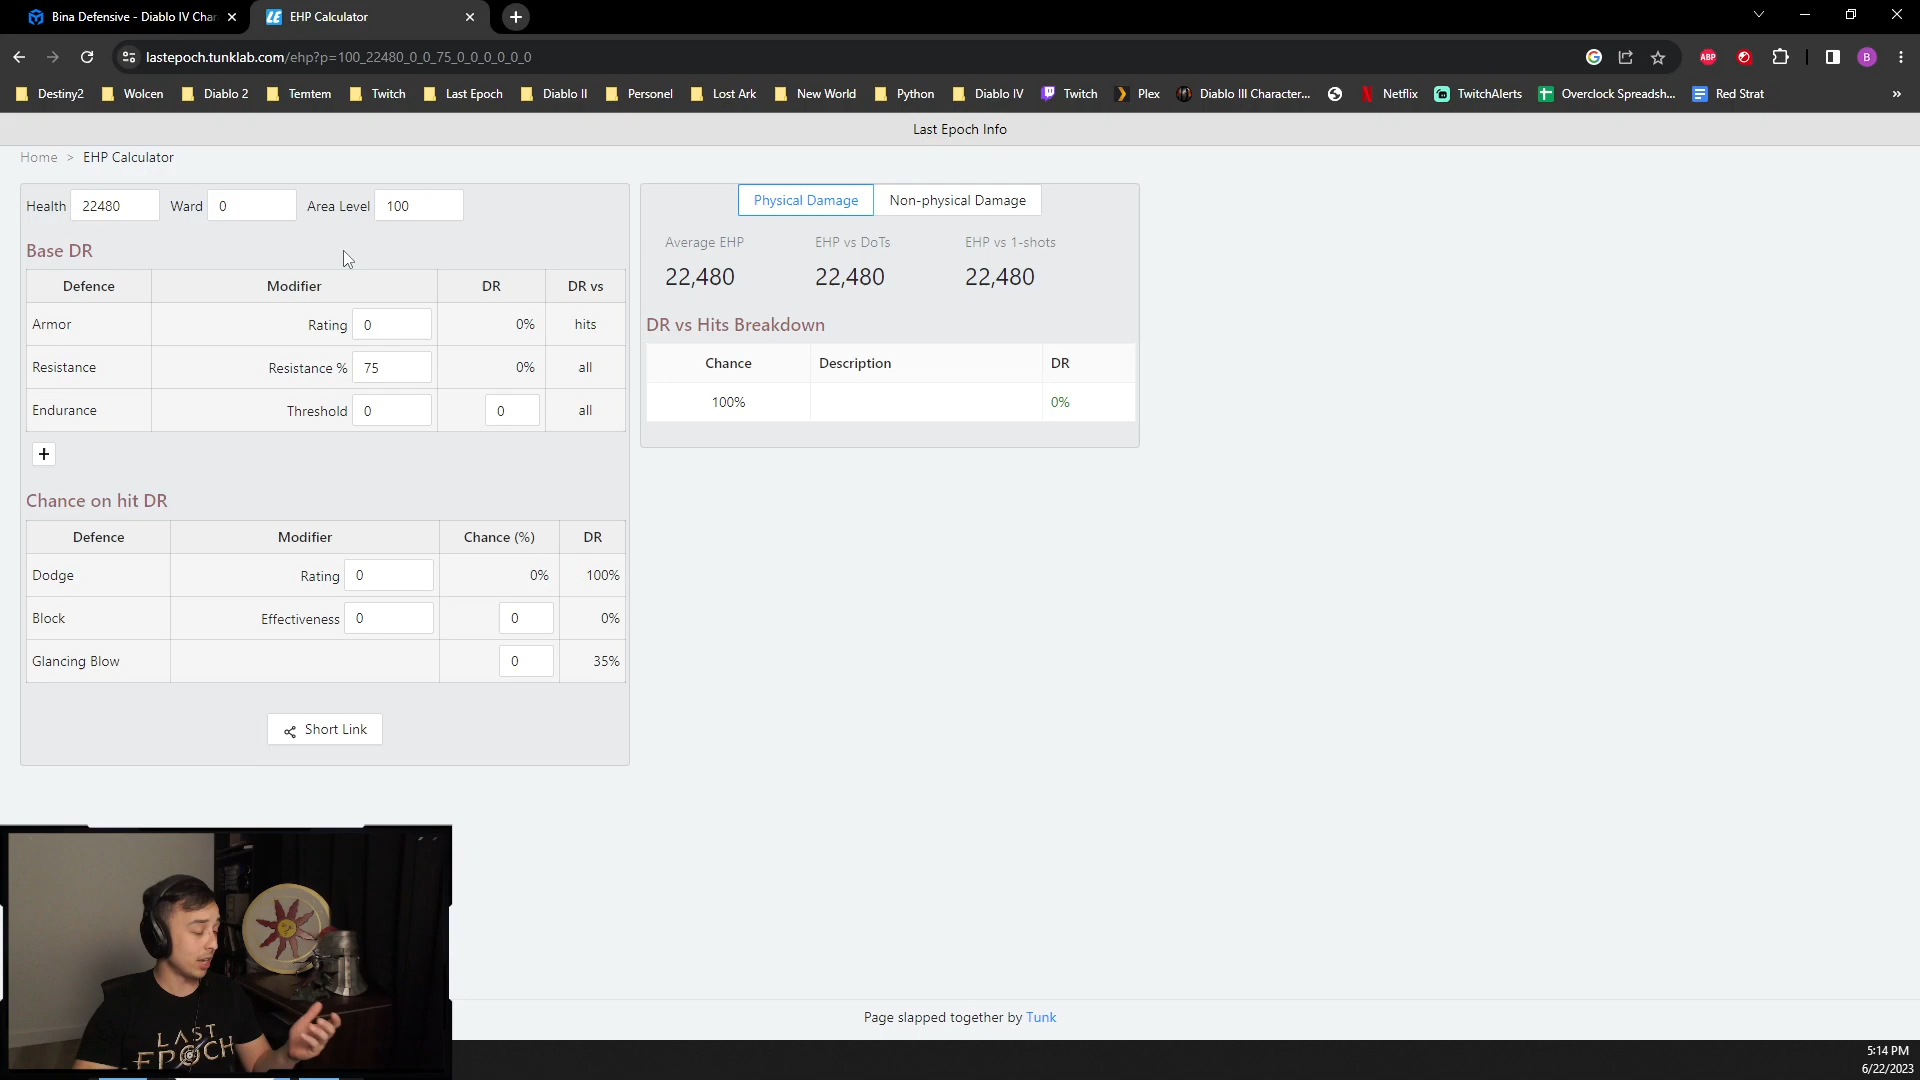 Bina Defensive - Diablo IV Char
EHP Calculator
lastepoch.tunklab.com/ehp?p=100_22480_0_0_75_0_0_0_0_0_0
ABP
B
Destiny2
Wolcen
Diablo 2
Temtem
Twitch
Last Epoch
Diablo II
Personel
Lost Ark
New World
Python
Diablo IV
Twitch
Plex
Diablo III Character...
Netflix
TwitchAlerts
Overclock Spreadsh...
Red Strat
Last Epoch Info
Home > EHP Calculator
Health 22480 Ward 0 Area Level 100
Base DR
Defence Modifier DR DR vs
Armor Rating 0 0% hits
Resistance Resistance % 75 0% all
Endurance Threshold 0 0 all
+
Chance on hit DR
Defence Modifier Chance (%) DR
Dodge Rating 0 0% 100%
Block Effectiveness 0 0 0%
Glancing Blow 0 35%
Short Link
Physical Damage Non-physical Damage
Average EHP EHP vs DoTs EHP vs 1-shots
22,480 22,480 22,480
DR vs Hits Breakdown
Chance Description DR
100% 0%
LAST
EPOCH
Page slapped together by Tunk
5:14 PM
6/22/2023